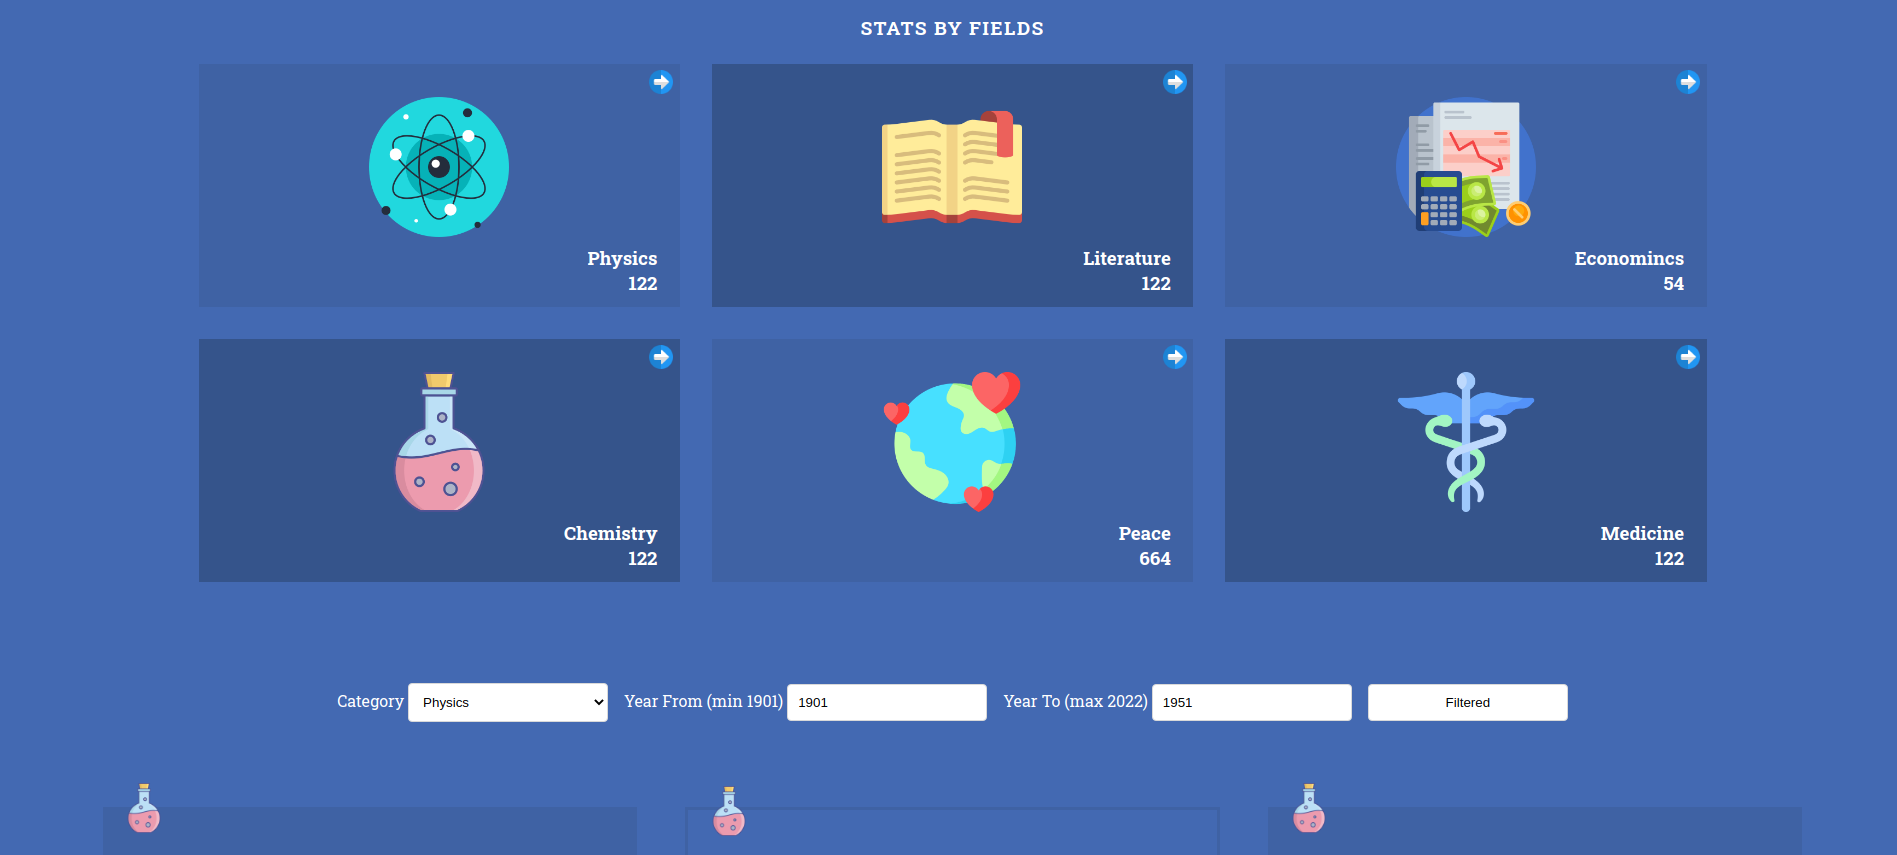 STATS BY FIELDS
Physics
122
Literature
122
Economincs
54
Chemistry
122
Peace
664
Medicine
122
Category Physics Year From (min 1901) 1901 Year To (max 2022) 1951 Filtered